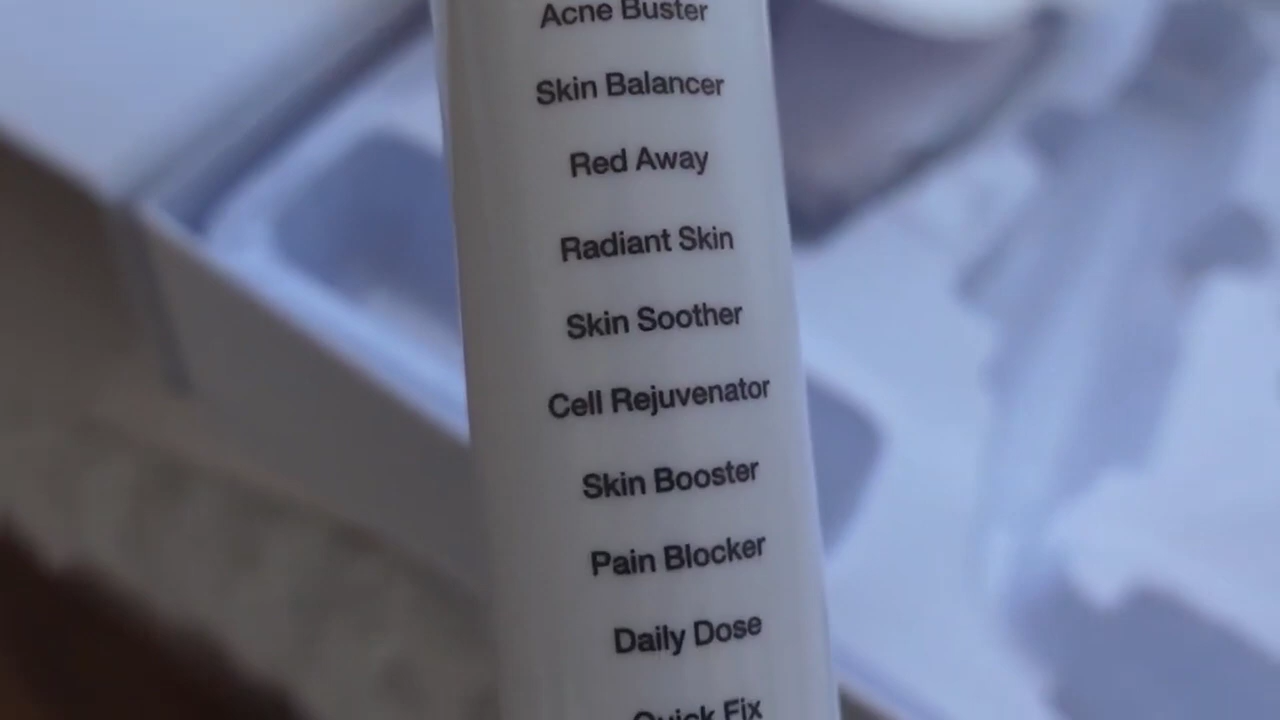 Acne Buster
Skin Balancer
Red Away
Radiant Skin
Skin Soother
Cell Rejuvenator
Skin Booster
Pain Blocker
Daily Dose
Quick Fix